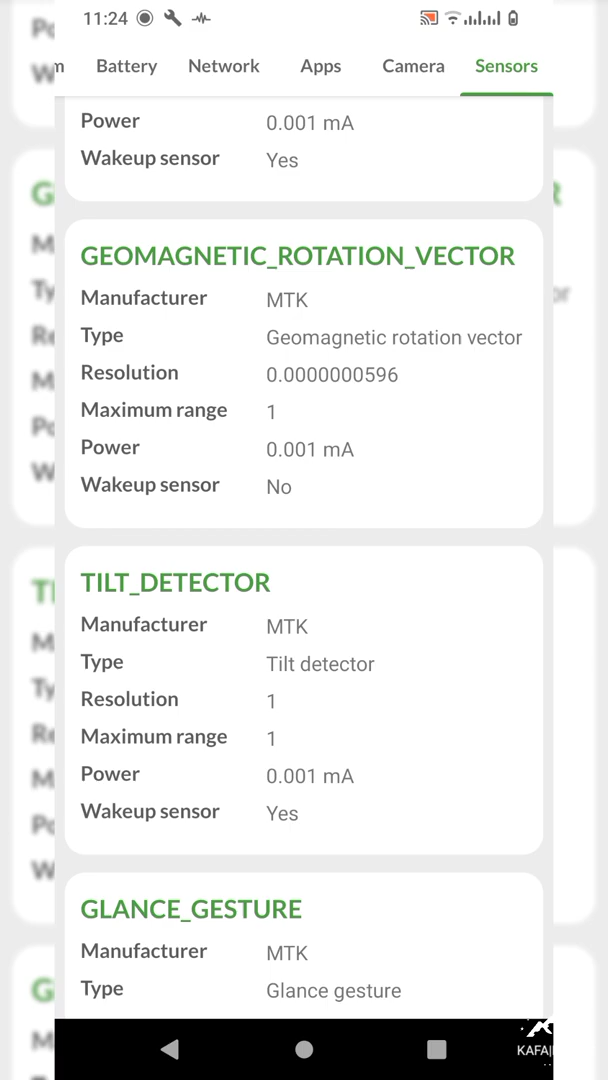 11:24
m Battery Network Apps Camera Sensors
Power 0.001 mA
Wakeup sensor Yes
GEOMAGNETIC_ROTATION_VECTOR
Manufacturer MTK
Type Geomagnetic rotation vector
Resolution 0.0000000596
Maximum range 1
Power 0.001 mA
Wakeup sensor No
TILT_DETECTOR
Manufacturer MTK
Type Tilt detector
Resolution 1
Maximum range 1
Power 0.001 mA
Wakeup sensor Yes
GLANCE_GESTURE
Manufacturer MTK
Type Glance gesture
KAFA